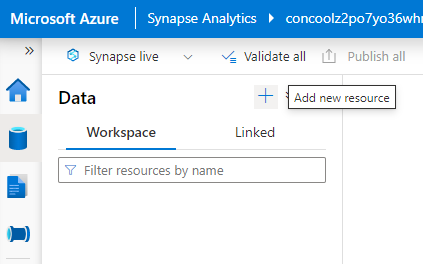 Microsoft Azure Synapse Analytics concoolz2po7yo36whr
Synapse live Validate all Publish all
Data
Add new resource
Workspace Linked
Filter resources by name